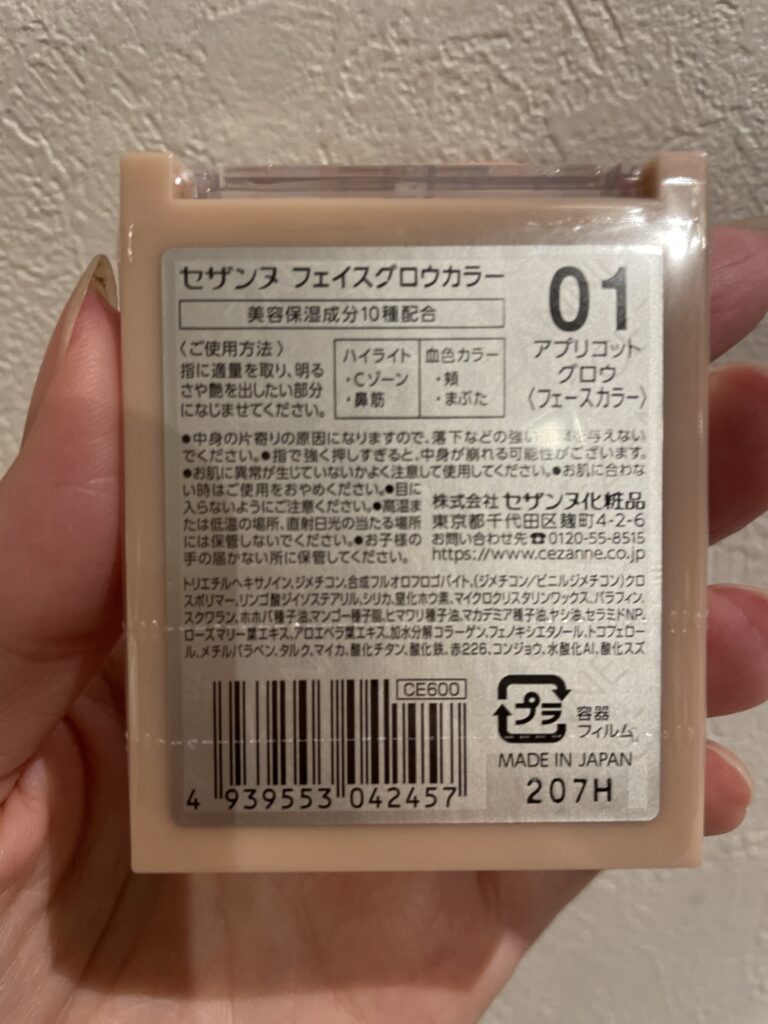 セザンヌ フェイスグロウカラー
美容保湿成分10種配合
01
アプリコット
グロウ
〈フェースカラー〉
〈ご使用方法〉
指に適量を取り、明る
さや艶を出したい部分
になじませてください。
ハイライト
・Cゾーン
・鼻筋
血色カラー
・頬
・まぶた
●中身の片寄りの原因になりますので、落下などの強い を与えない
でください。●指で強く押しすぎると、中身が崩れる可能性がございます。
●お肌に異常が生じていないかよく注意して使用してください。●お肌に合わな
い時はご使用をおやめください。●目に
入らないようにご注意ください。●高温ま
たは低温の場所、直射日光の当たる場所
には保管しないでください。●お子様の
手の届かない所に保管してください。
株式会社 セザンヌ化粧品
東京都千代田区麹町4-2-6
お問い合わせ先☎0120-55-8515
https://www.cezanne.co.jp
トリエチルヘキサノイン、ジメチコン、合成フルオロフロゴパイト、(ジメチコン/ビニルジメチコン)クロ
スポリマー、リンゴ酸ジイソステアリル、シリカ、窒化ホウ素、マイクロクリスタリンワックス、パラフィン、
スクワラン、ホホバ種子油、マンゴー種子脂、ヒマワリ種子油、マカデミア種子油、ヤシ油、セラミドNP、
ローズマリー葉エキス、アロエベラ葉エキス、加水分解コラーゲン、フェノキシエタノール、トコフェロー
ル、メチルパラベン、タルク、マイカ、酸化チタン、酸化鉄、赤226、コンジョウ、水酸化Al、酸化スズ
CE600
4 939553 042457
プラ
容器
フィルム
MADE IN JAPAN
207H